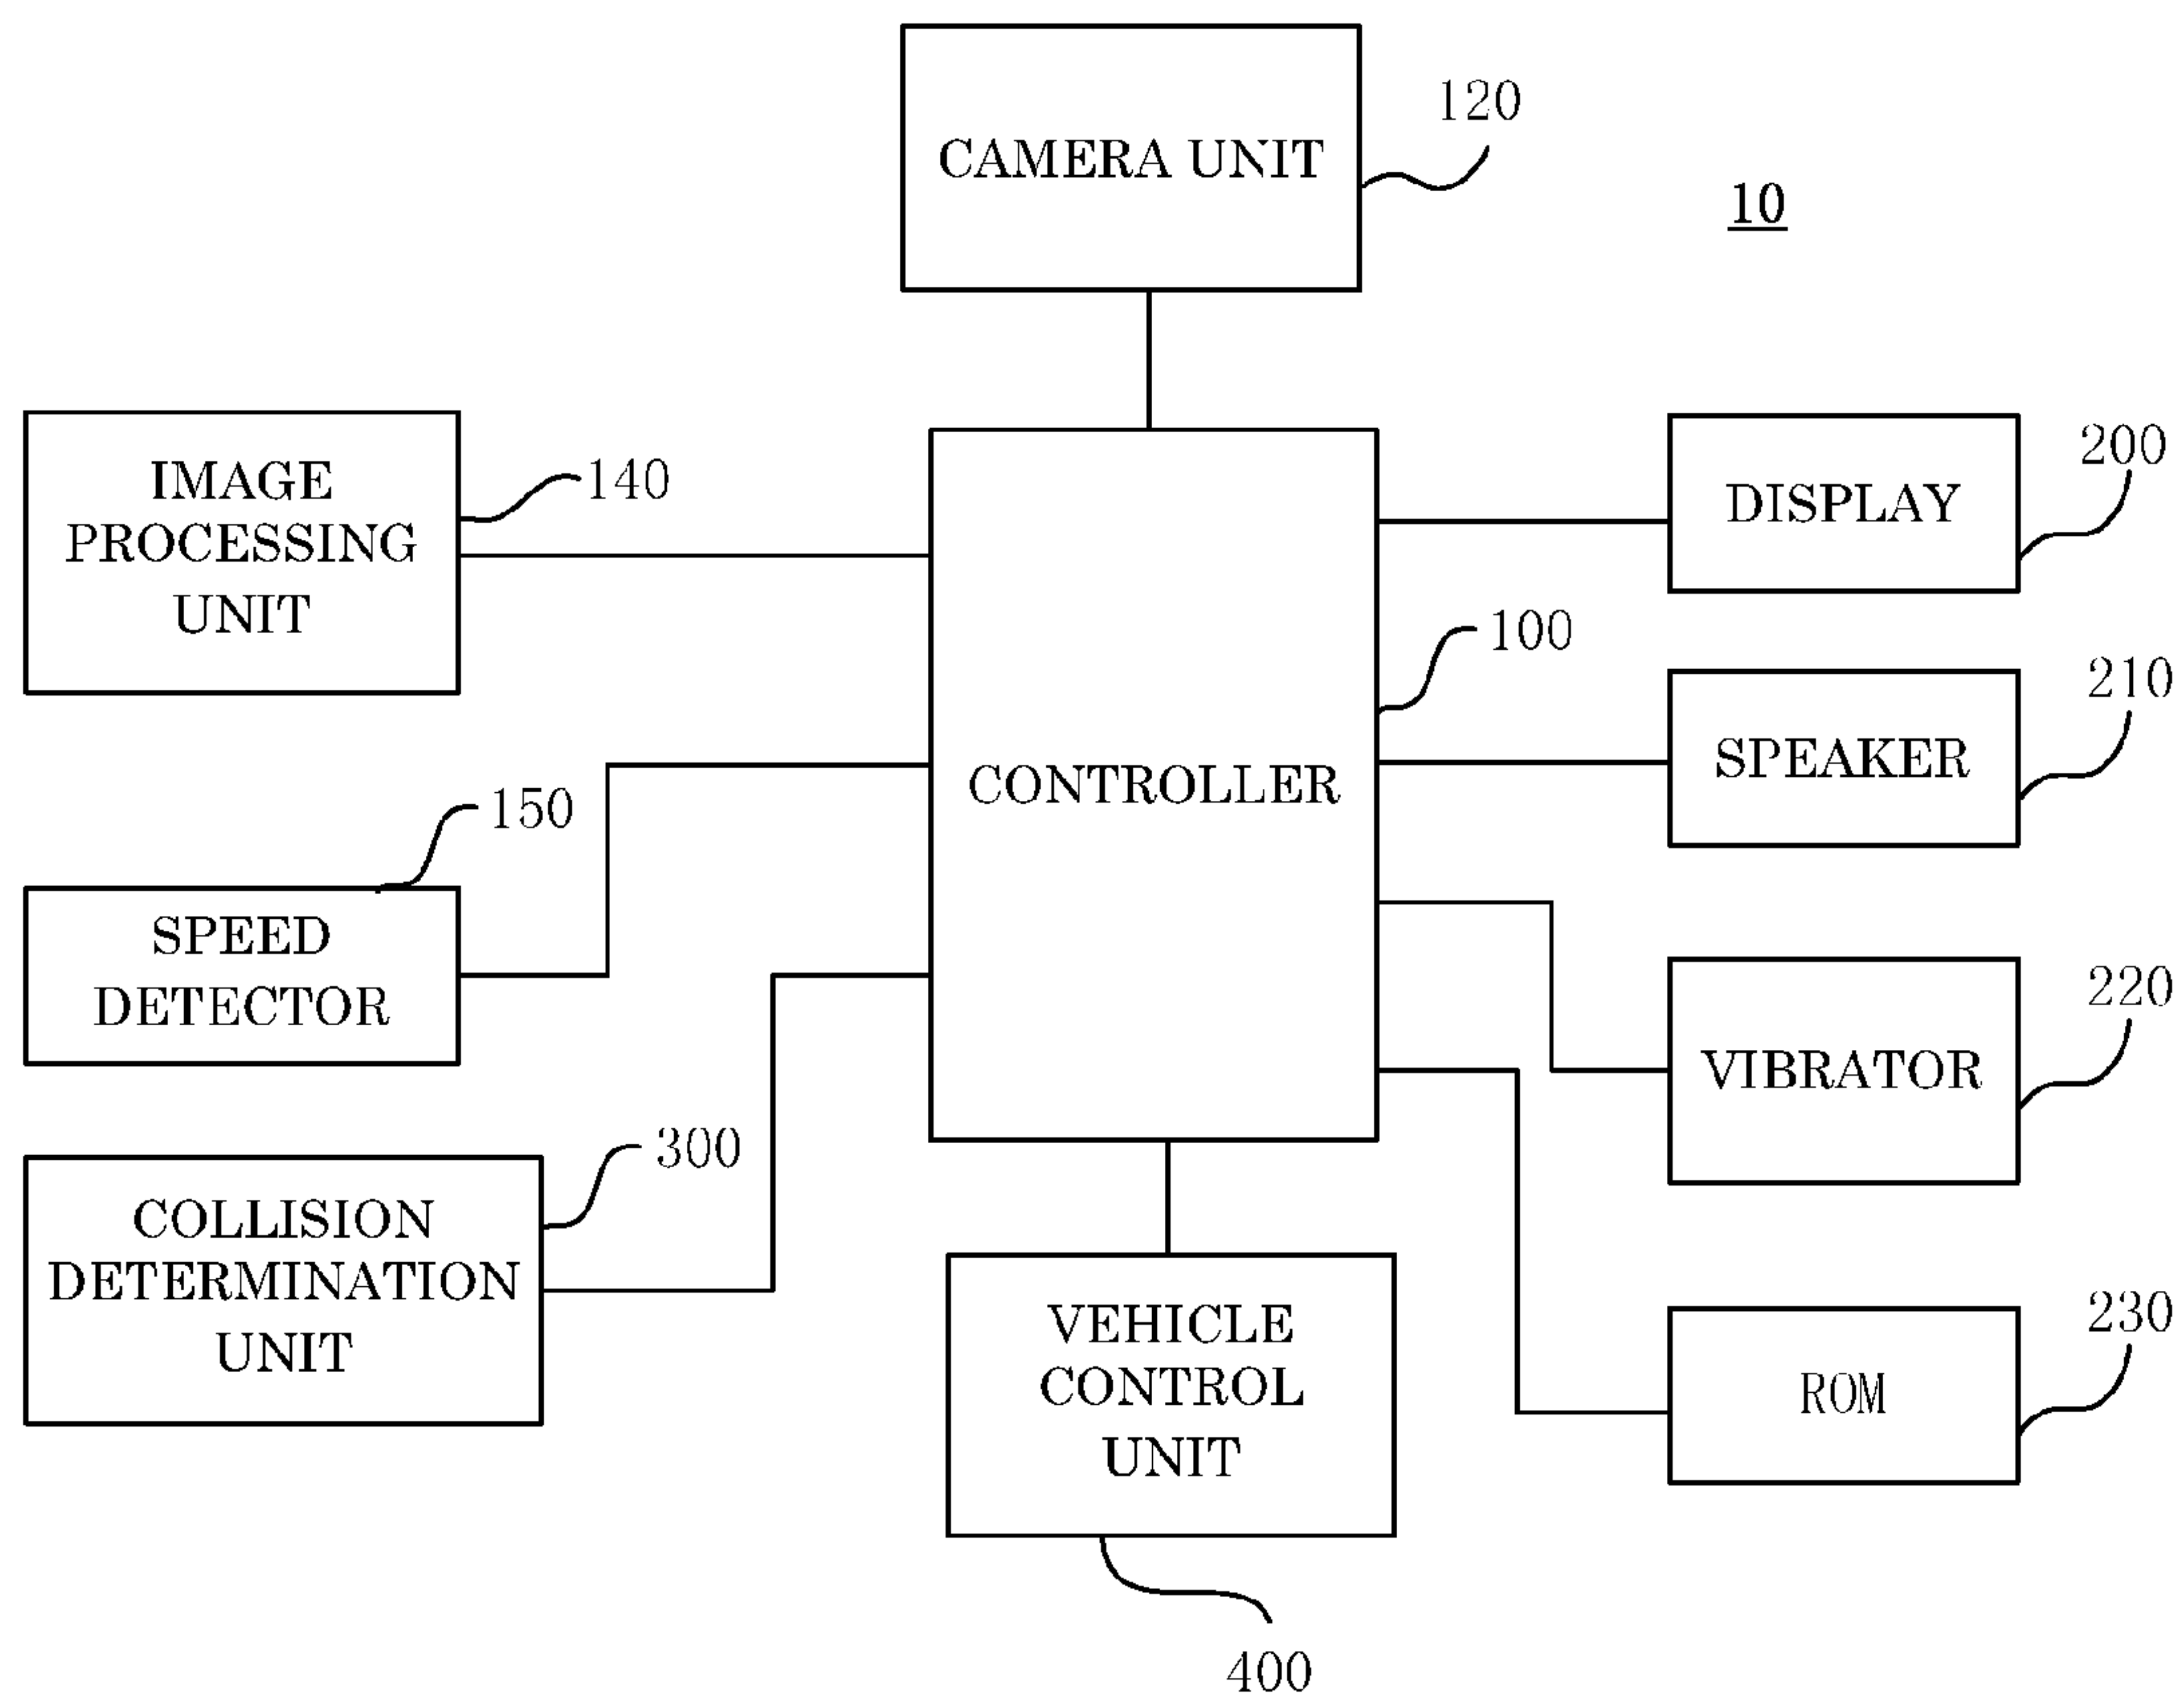 CAMERA UNIT
120
10
IMAGE
PROCESSING
UNIT
140
DISPLAY
200
CONTROLLER
100
SPEAKER
210
SPEED
DETECTOR
150
VIBRATOR
220
COLLISION
DETERMINATION
UNIT
300
VEHICLE
CONTROL
UNIT
400
ROM
230